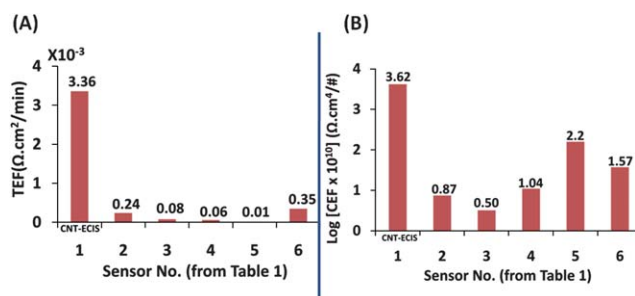 (A)
X10-3
TEF(Ω.cm2/min)
4
3
2
1
0
3.36
0.24
0.08
0.06
0.01
0.35
CNT-ECIS
1 2 3 4 5 6
Sensor No. (from Table 1)
(B)
Log [CEF x 1010] (Ω.cm4/#)
4
3
2
1
0
3.62
0.87
0.50
1.04
2.2
1.57
CNT-ECIS
1 2 3 4 5 6
Sensor No. (from Table 1)